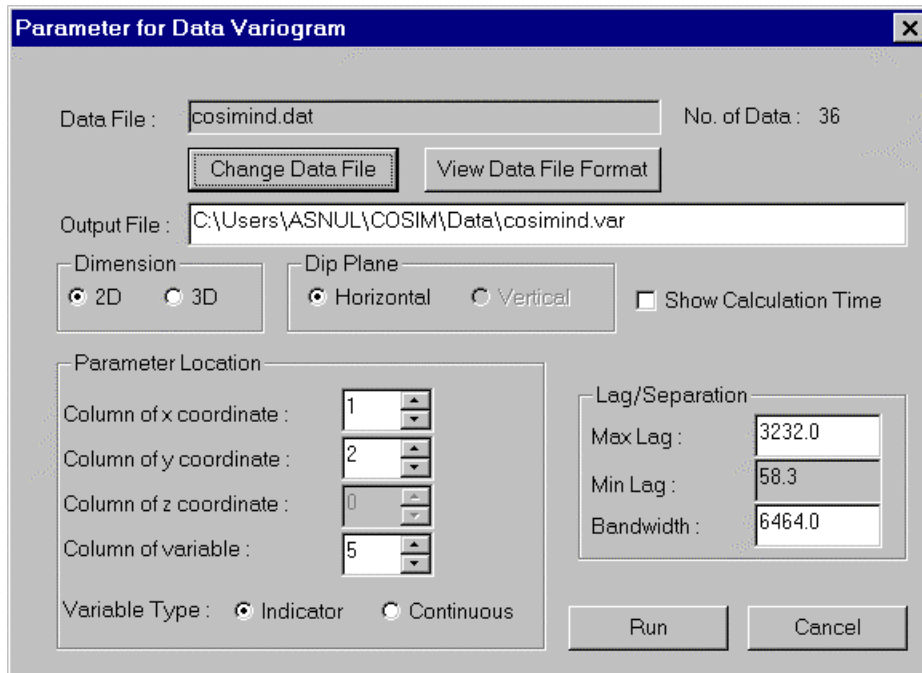 Parameter for Data Variogram
Data File : cosimind.dat No. of Data : 36
Change Data File View Data File Format
Output File : C:\Users\ASNUL\COSIM\Data\cosimind.var
Dimension Dip Plane
2D 3D Horizontal Vertical Show Calculation Time
Parameter Location
Column of x coordinate : 1
Column of y coordinate : 2
Column of z coordinate : 0
Column of variable : 5
Variable Type : Indicator Continuous
Lag/Separation
Max Lag : 3232.0
Min Lag : 58.3
Bandwidth : 6464.0
Run Cancel